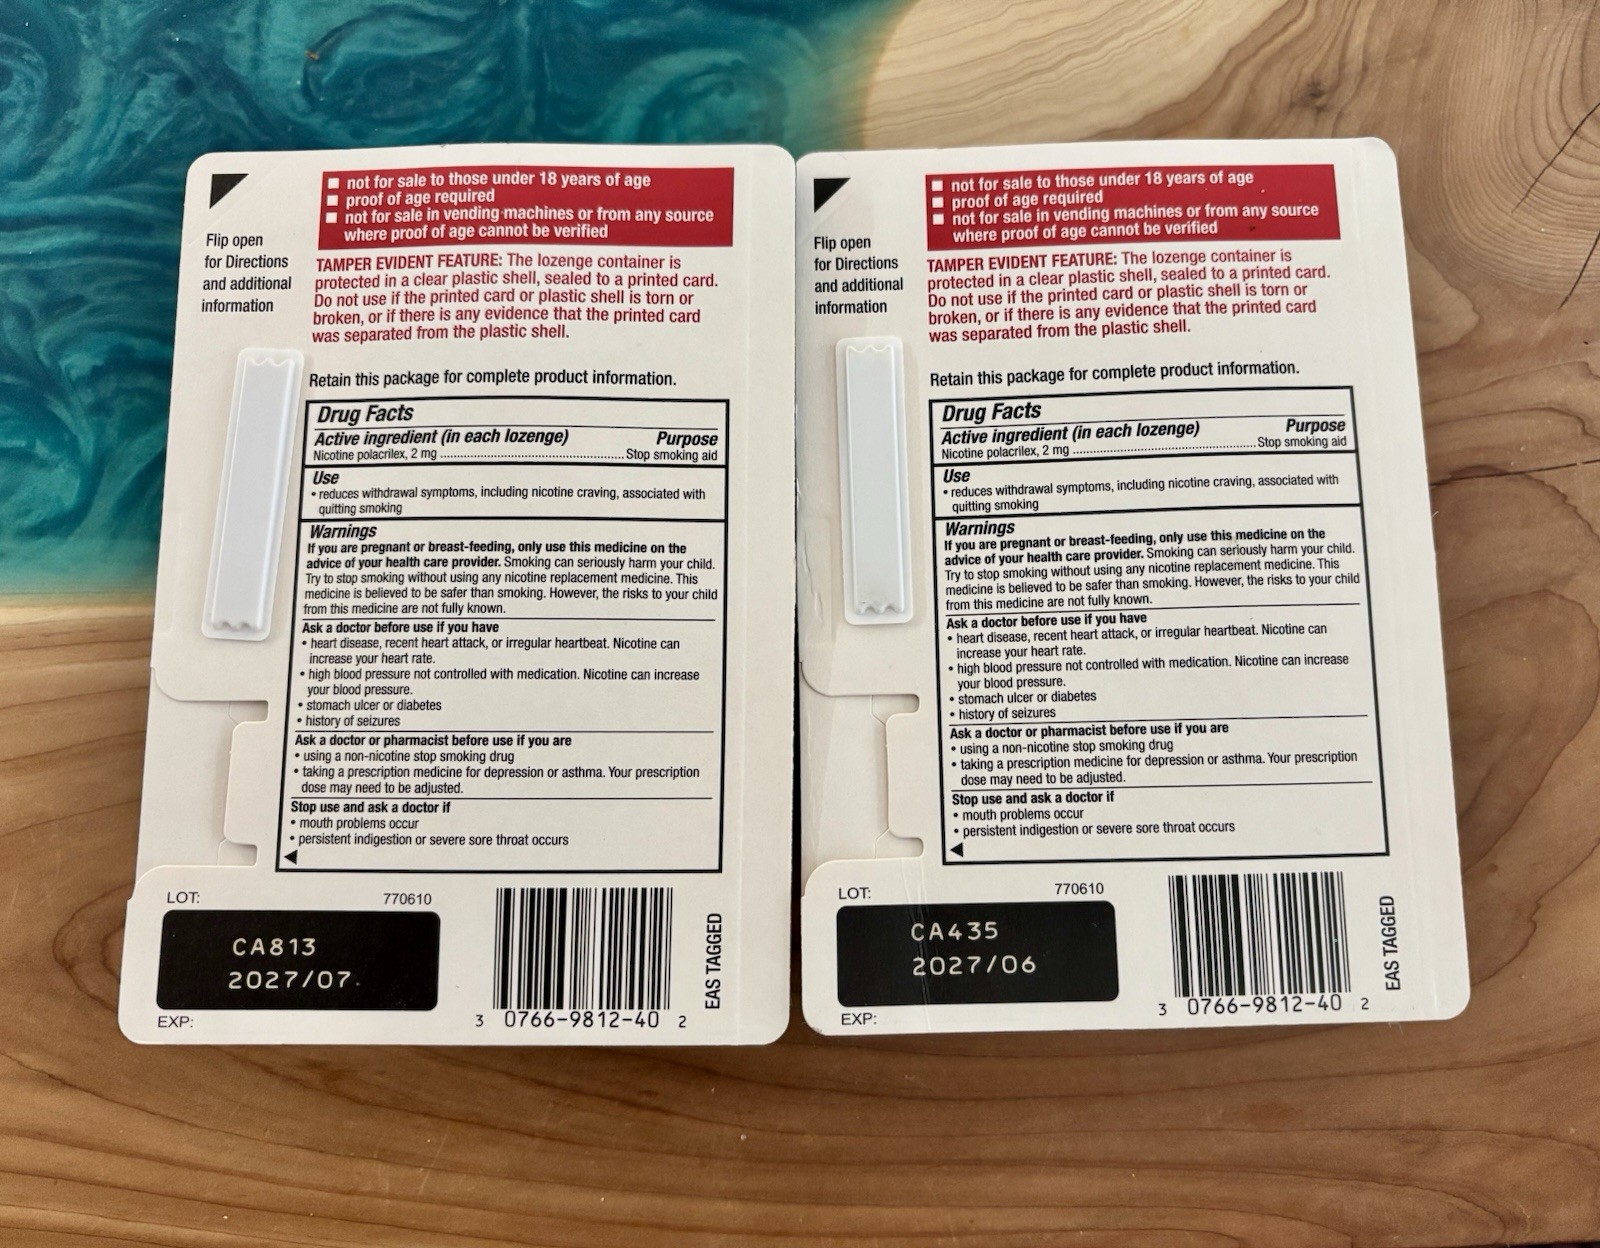 ■ not for sale to those under 18 years of age
■ proof of age required
■ not for sale in vending machines or from any source
where proof of age cannot be verified
Flip open
for Directions
and additional
information
TAMPER EVIDENT FEATURE: The lozenge container is
protected in a clear plastic shell, sealed to a printed card.
Do not use if the printed card or plastic shell is torn or
broken, or if there is any evidence that the printed card
was separated from the plastic shell.
Retain this package for complete product information.
Drug Facts
Active ingredient (in each lozenge) Purpose
Nicotine polacrilex, 2 mg ........ Stop smoking aid
Use
• reduces withdrawal symptoms, including nicotine craving, associated with
quitting smoking
Warnings
If you are pregnant or breast-feeding, only use this medicine on the
advice of your health care provider. Smoking can seriously harm your child.
Try to stop smoking without using any nicotine replacement medicine. This
medicine is believed to be safer than smoking. However, the risks to your child
from this medicine are not fully known.
Ask a doctor before use if you have
• heart disease, recent heart attack, or irregular heartbeat. Nicotine can
increase your heart rate.
• high blood pressure not controlled with medication. Nicotine can increase
your blood pressure.
• stomach ulcer or diabetes
• history of seizures
Ask a doctor or pharmacist before use if you are
• using a non-nicotine stop smoking drug
• taking a prescription medicine for depression or asthma. Your prescription
dose may need to be adjusted.
Stop use and ask a doctor if
• mouth problems occur
• persistent indigestion or severe sore throat occurs
LOT: 770610
CA813
2027/07
EXP:
3 0766-9812-40 2
EAS TAGGED
■ not for sale to those under 18 years of age
■ proof of age required
■ not for sale in vending machines or from any source
where proof of age cannot be verified
Flip open
for Directions
and additional
information
TAMPER EVIDENT FEATURE: The lozenge container is
protected in a clear plastic shell, sealed to a printed card.
Do not use if the printed card or plastic shell is torn or
broken, or if there is any evidence that the printed card
was separated from the plastic shell.
Retain this package for complete product information.
Drug Facts
Active ingredient (in each lozenge) Purpose
Nicotine polacrilex, 2 mg ........ Stop smoking aid
Use
• reduces withdrawal symptoms, including nicotine craving, associated with
quitting smoking
Warnings
If you are pregnant or breast-feeding, only use this medicine on the
advice of your health care provider. Smoking can seriously harm your child.
Try to stop smoking without using any nicotine replacement medicine. This
medicine is believed to be safer than smoking. However, the risks to your child
from this medicine are not fully known.
Ask a doctor before use if you have
• heart disease, recent heart attack, or irregular heartbeat. Nicotine can
increase your heart rate.
• high blood pressure not controlled with medication. Nicotine can increase
your blood pressure.
• stomach ulcer or diabetes
• history of seizures
Ask a doctor or pharmacist before use if you are
• using a non-nicotine stop smoking drug
• taking a prescription medicine for depression or asthma. Your prescription
dose may need to be adjusted.
Stop use and ask a doctor if
• mouth problems occur
• persistent indigestion or severe sore throat occurs
LOT: 770610
CA435
2027/06
EXP:
3 0766-9812-40 2
EAS TAGGED